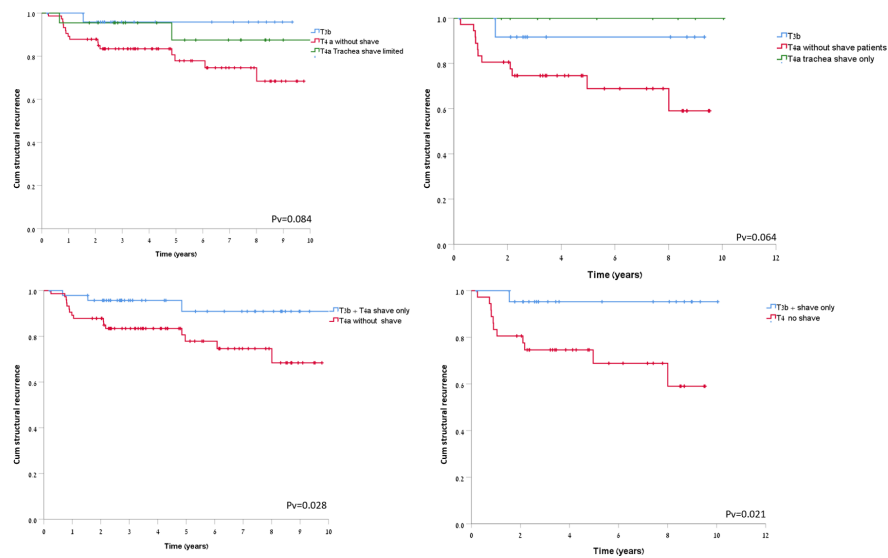 Cum structural recurrence
1.0
0.8
0.6
0.4
0.2
0.0
0 1 2 3 4 5 6 7 8 9 10
Time (years)
Pv=0.084
T3b
T4 a without shave
T4a Trachea shave limited
Cum structural recurrence
1.0
0.8
0.6
0.4
0.2
0.0
0 2 4 6 8 10 12
Time (years)
Pv=0.064
T3b
T4a without shave patients
T4a trachea shave only
Cum structural recurrence
1.0
0.8
0.6
0.4
0.2
0.0
0 1 2 3 4 5 6 7 8 9 10
Time (years)
Pv=0.028
T3b + T4a shave only
T4a without shave
Cum structural recurrence
1.0
0.8
0.6
0.4
0.2
0.0
0 2 4 6 8 10 12
Time (years)
Pv=0.021
T3b + shave only
T4 no shave